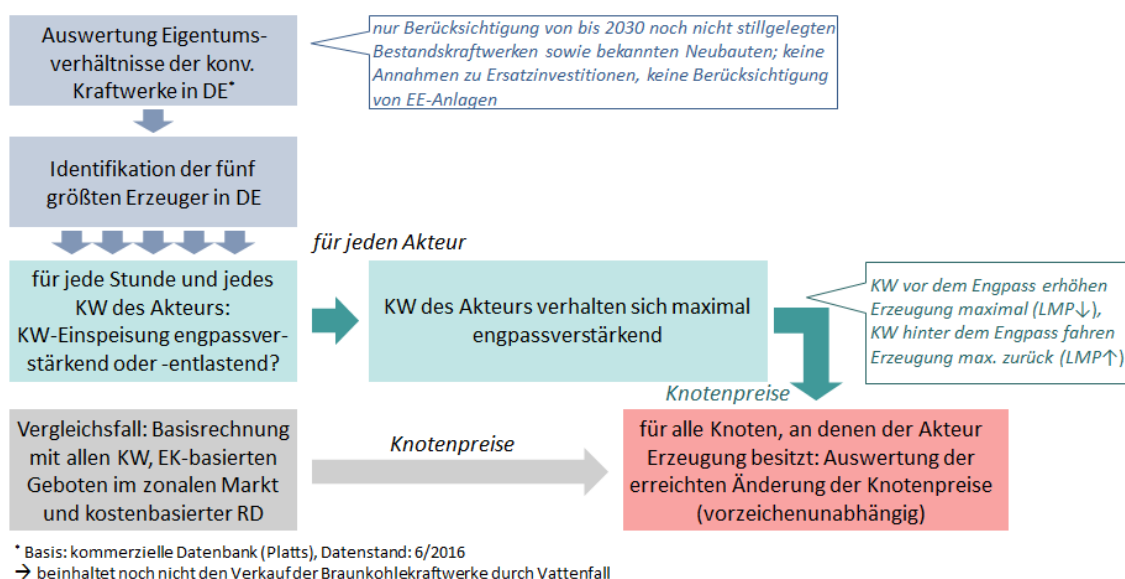 Auswertung Eigentums-
verhältnisse der konv.
Kraftwerke in DE*
nur Berücksichtigung von bis 2030 noch nicht stillgelegten
Bestandskraftwerken sowie bekannten Neubauten; keine
Annahmen zu Ersatzinvestitionen, keine Berücksichtigung
von EE-Anlagen
Identifikation der fünf
größten Erzeuger in DE
für jeden Akteur
für jede Stunde und jedes
KW des Akteurs:
KW-Einspeisung engpassver-
stärkend oder -entlastend?
KW des Akteurs verhalten sich maximal
engpassverstärkend
KW vor dem Engpass erhöhen
Erzeugung maximal (LMP↓),
KW hinter dem Engpass fahren
Erzeugung max. zurück (LMP↑)
Knotenpreise
Vergleichsfall: Basisrechnung
mit allen KW, EK-basierten
Geboten im zonalen Markt
und kostenbasierter RD
Knotenpreise
für alle Knoten, an denen der Akteur
Erzeugung besitzt: Auswertung der
erreichten Änderung der Knotenpreise
(vorzeichenunabhängig)
* Basis: kommerzielle Datenbank (Platts), Datenstand: 6/2016
→ beinhaltet noch nicht den Verkauf der Braunkohlekraftwerke durch Vattenfall